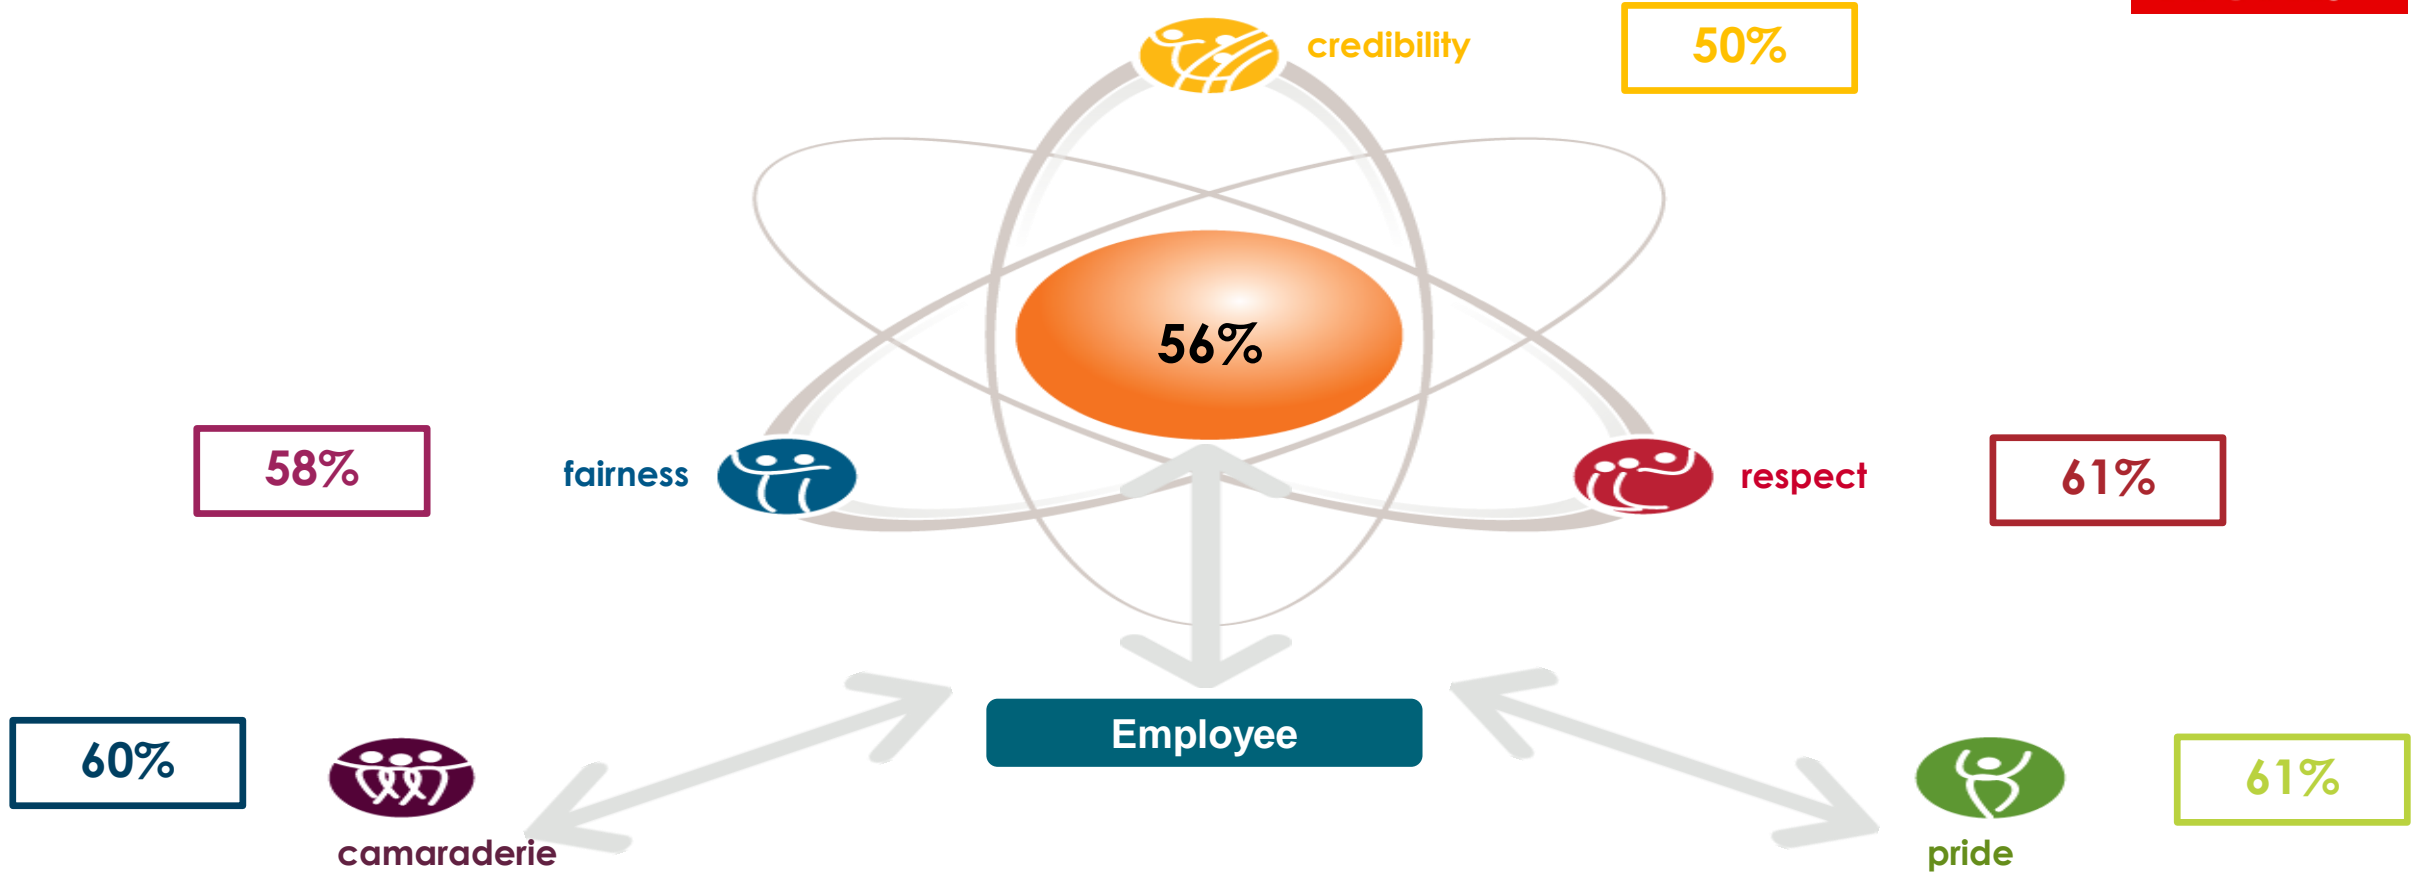 credibility
50%
56%
58%
fairness
respect
61%
Employee
60%
camaraderie
61%
pride